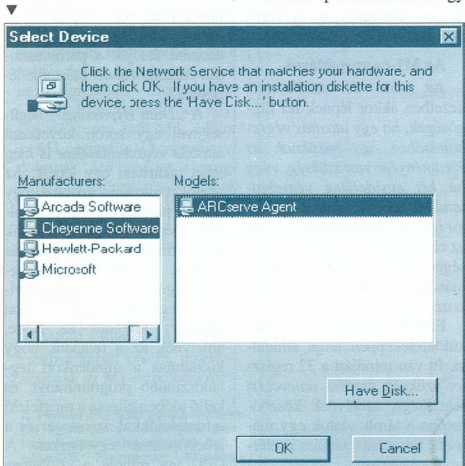 Select Device
Click the Network Service that matches your hardware, and
then click OK. If you have an installation diskette for this
device, press the 'Have Disk...' button.
Manufacturers:
Models:
Arcada Software
Cheyenne Software
Hewlett-Packard
Microsoft
ARCserve Agent
Have Disk...
OK
Cancel